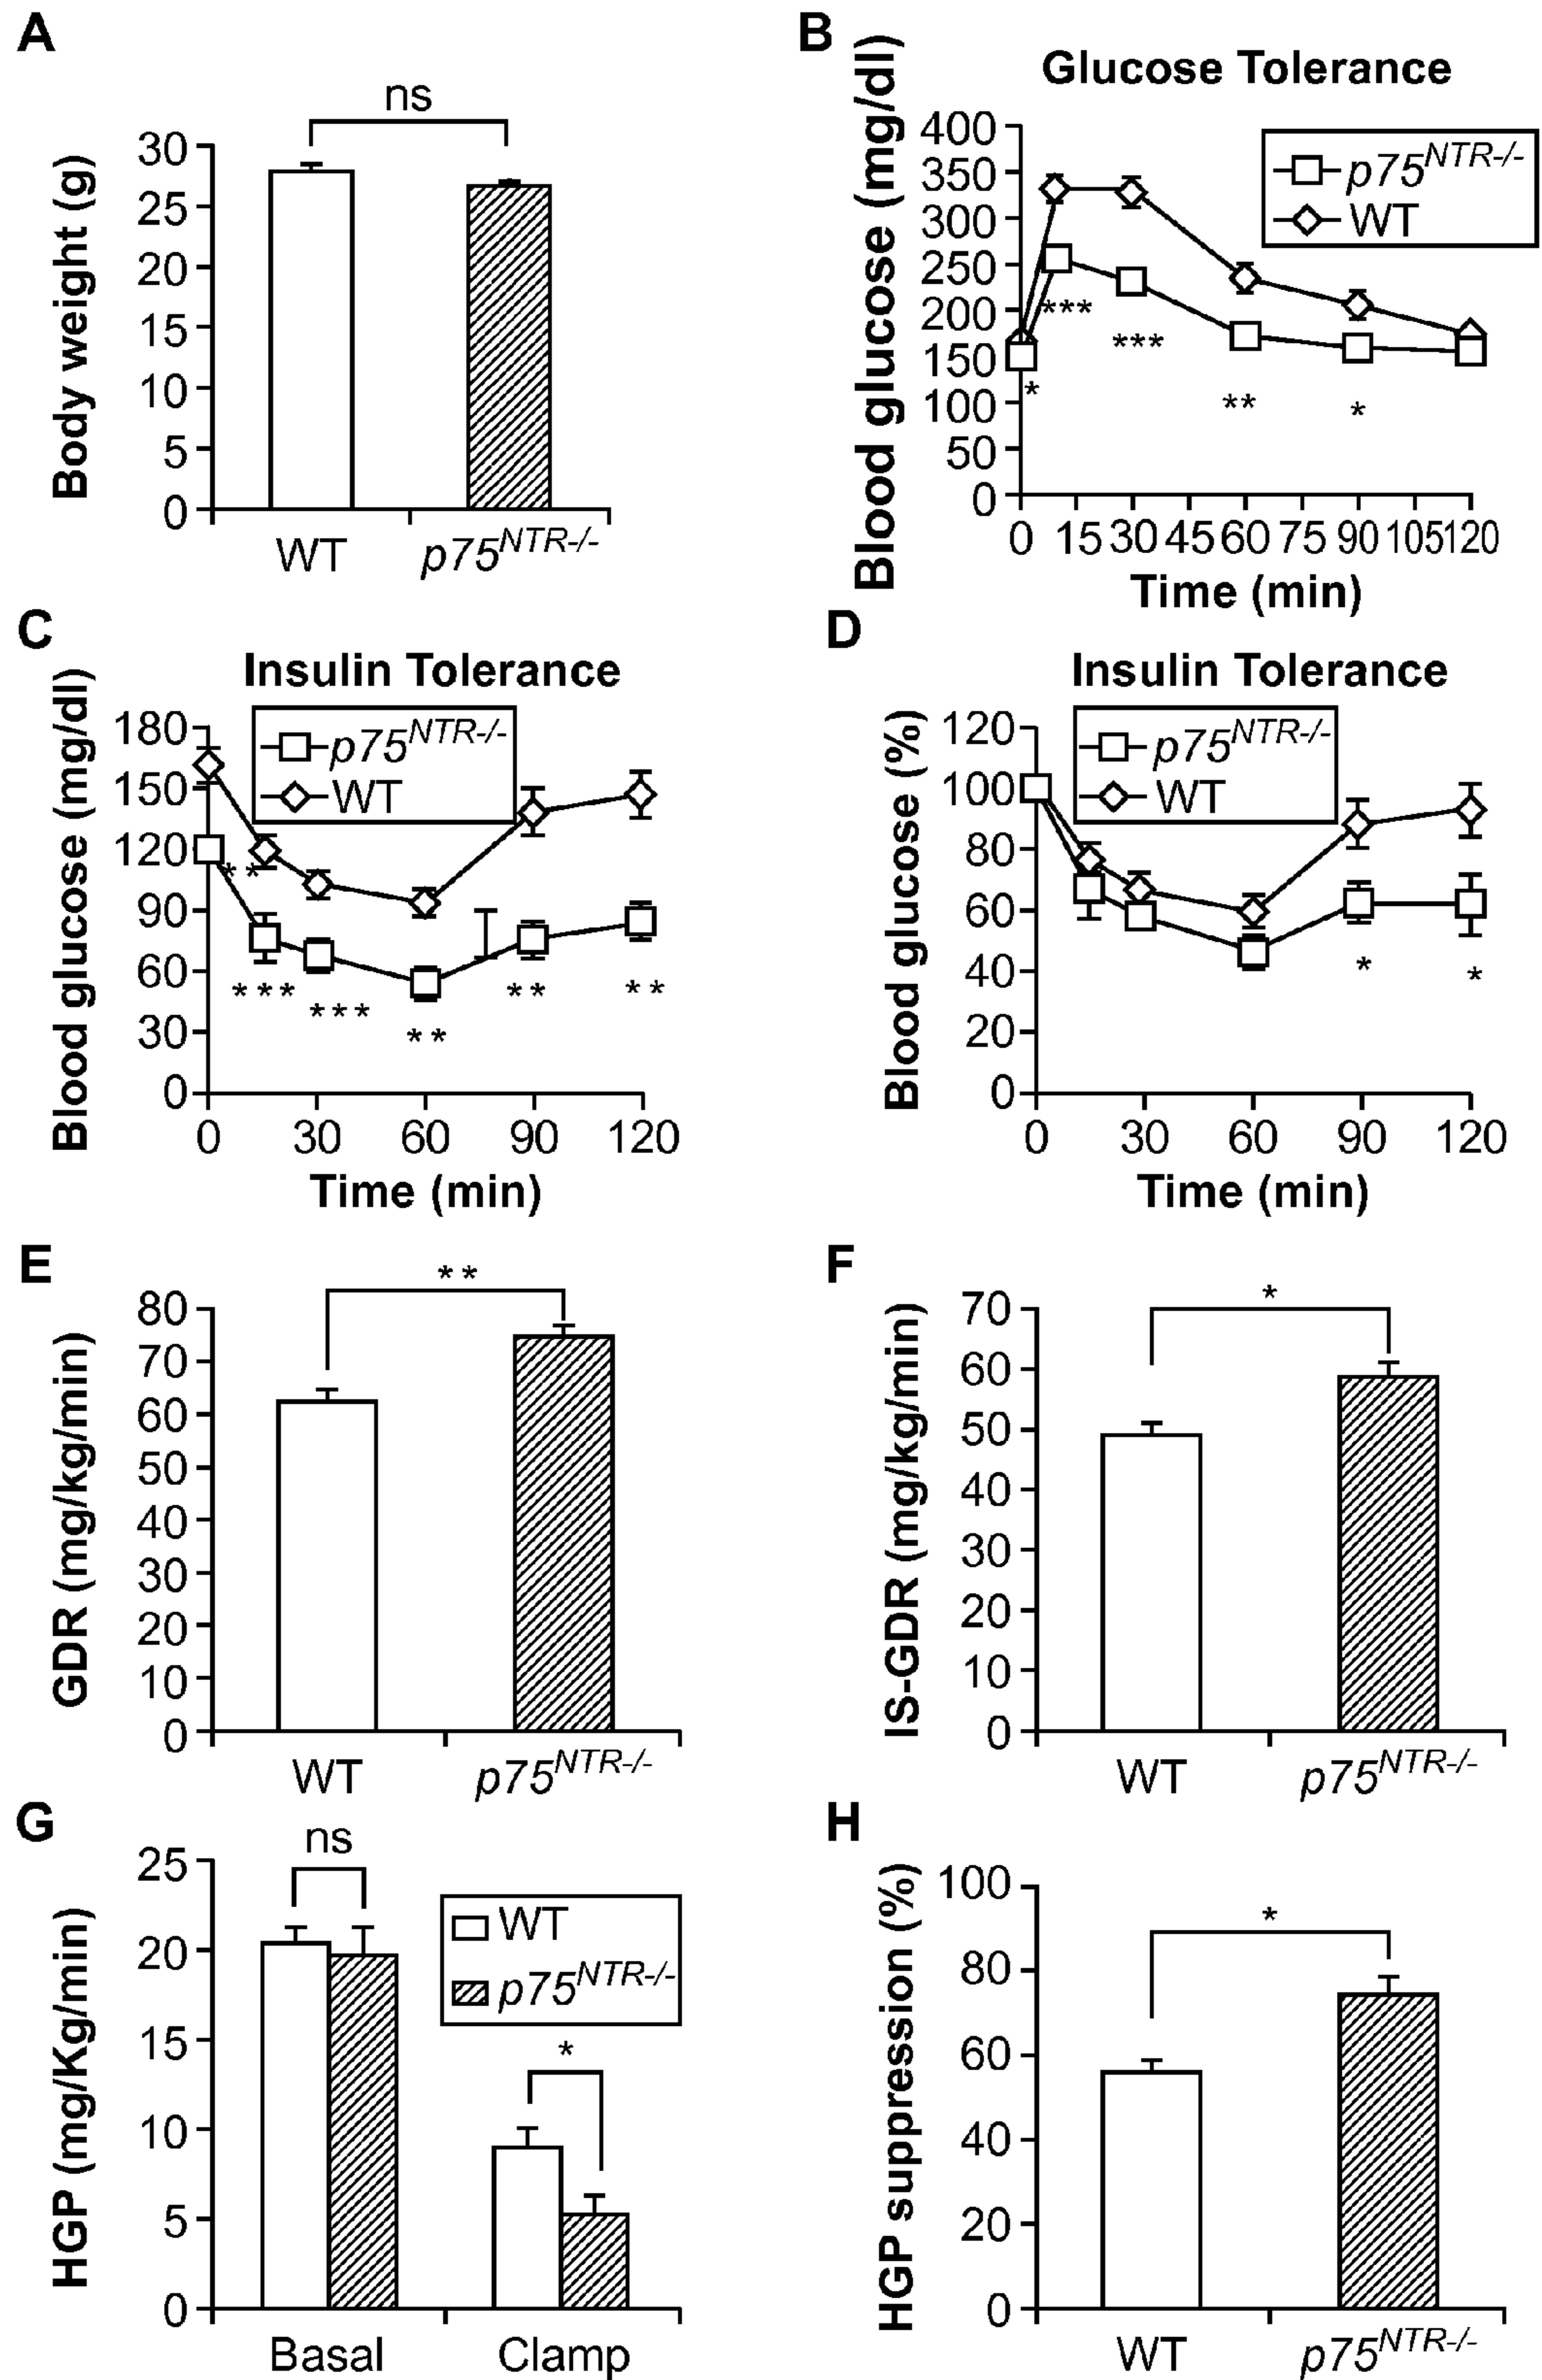 A
ns
Body weight (g)
30
25
20
15
10
5
0
WT
p75NTR-/-
B
Glucose Tolerance
Blood glucose (mg/dl)
400
350
300
250
200
150
100
50
0
p75NTR-/-
WT
***
***
*
**
*
0 15 30 45 60 75 90 105 120
Time (min)
C
Insulin Tolerance
Blood glucose (mg/dl)
180
150
120
90
60
30
0
p75NTR-/-
WT
**
***
***
**
**
**
0 30 60 90 120
Time (min)
D
Insulin Tolerance
Blood glucose (%)
120
100
80
60
40
20
0
p75NTR-/-
WT
*
*
0 30 60 90 120
Time (min)
E
**
GDR (mg/kg/min)
80
70
60
50
40
30
20
10
0
WT
p75NTR-/-
F
*
IS-GDR (mg/kg/min)
70
60
50
40
30
20
10
0
WT
p75NTR-/-
G
ns
HGP (mg/Kg/min)
25
20
15
10
5
0
WT
p75NTR-/-
*
Basal
Clamp
H
*
HGP suppression (%)
100
80
60
40
20
0
WT
p75NTR-/-